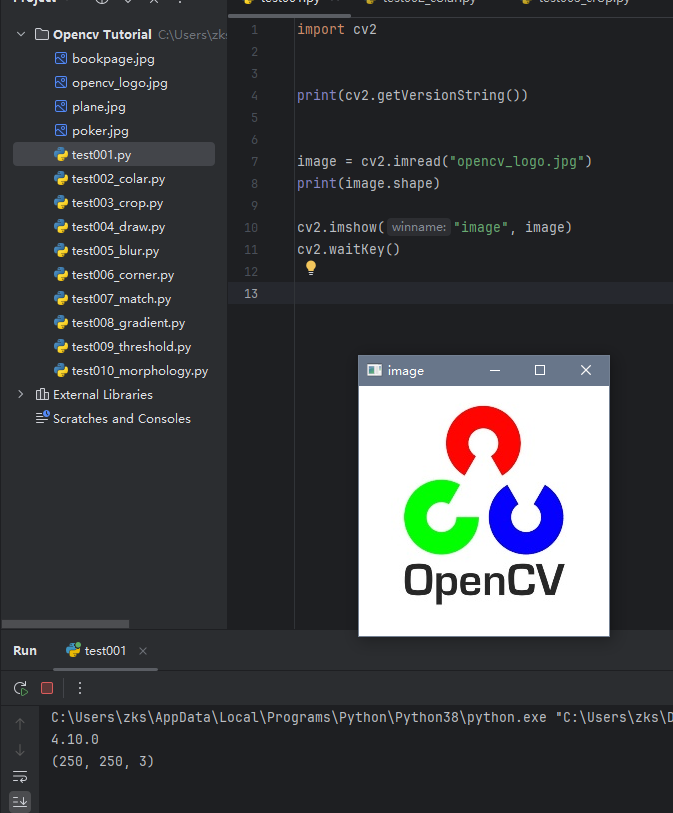 Project
Opencv Tutorial C:\Users\zks
bookpage.jpg
opencv_logo.jpg
plane.jpg
poker.jpg
test001.py
test002_colar.py
test003_crop.py
test004_draw.py
test005_blur.py
test006_corner.py
test007_match.py
test008_gradient.py
test009_threshold.py
test010_morphology.py
External Libraries
Scratches and Consoles
test001.py test002_colar.py test003_crop.py
1 import cv2
2
3
4 print(cv2.getVersionString())
5
6
7 image = cv2.imread("opencv_logo.jpg")
8 print(image.shape)
9
10 cv2.imshow( winname: "image", image)
11 cv2.waitKey()
12
13
image
OpenCV
Run test001
C:\Users\zks\AppData\Local\Programs\Python\Python38\python.exe "C:\Users\zks\D
4.10.0
(250, 250, 3)